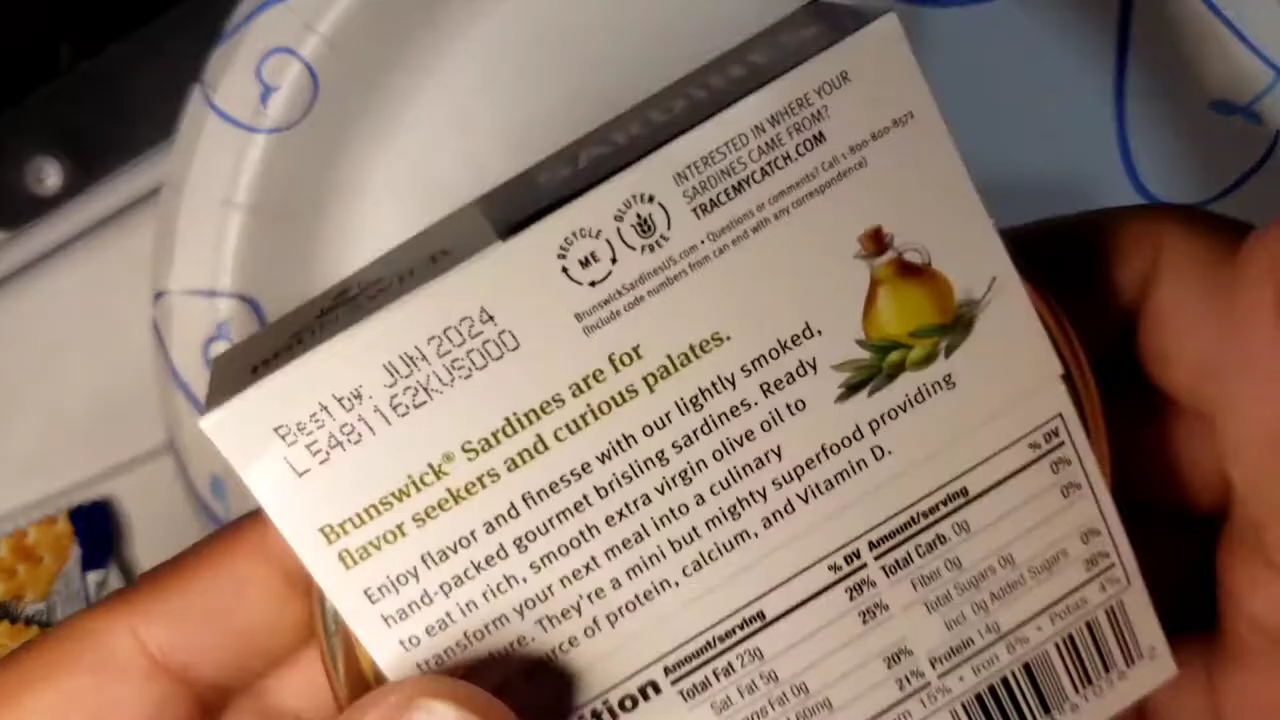 SARDINES
BRUNSWICK
INTERESTED IN WHERE YOUR
SARDINES CAME FROM?
TRACEMYCATCH.COM
RECYCLE
ME
GLUTEN
FREE
BrunswickSardinesUS.com • Questions or comments? Call 1-800-800-8572
(Include code numbers from can end with any correspondence)
Best by: JUN 2024
L 5481162KVS000
Brunswick® Sardines are for
flavor seekers and curious palates.
Enjoy flavor and finesse with our lightly smoked,
hand-packed gourmet brisling sardines. Ready
to eat in rich, smooth extra virgin olive oil to
transform your next meal into a culinary
They're a mini but mighty superfood providing
of protein, calcium, and Vitamin D.
Amount/serving % DV
Total Fat 23g 29%
Sat. Fat 5g 25%
Fat 0g
20%
21%
Amount/serving % DV
Total Carb. 0g 0%
Fiber 0g 0%
Total Sugars 0g
Incl. 0g Added Sugars 0%
Protein 14g 26%
15% • Iron 8% • Potas 4%